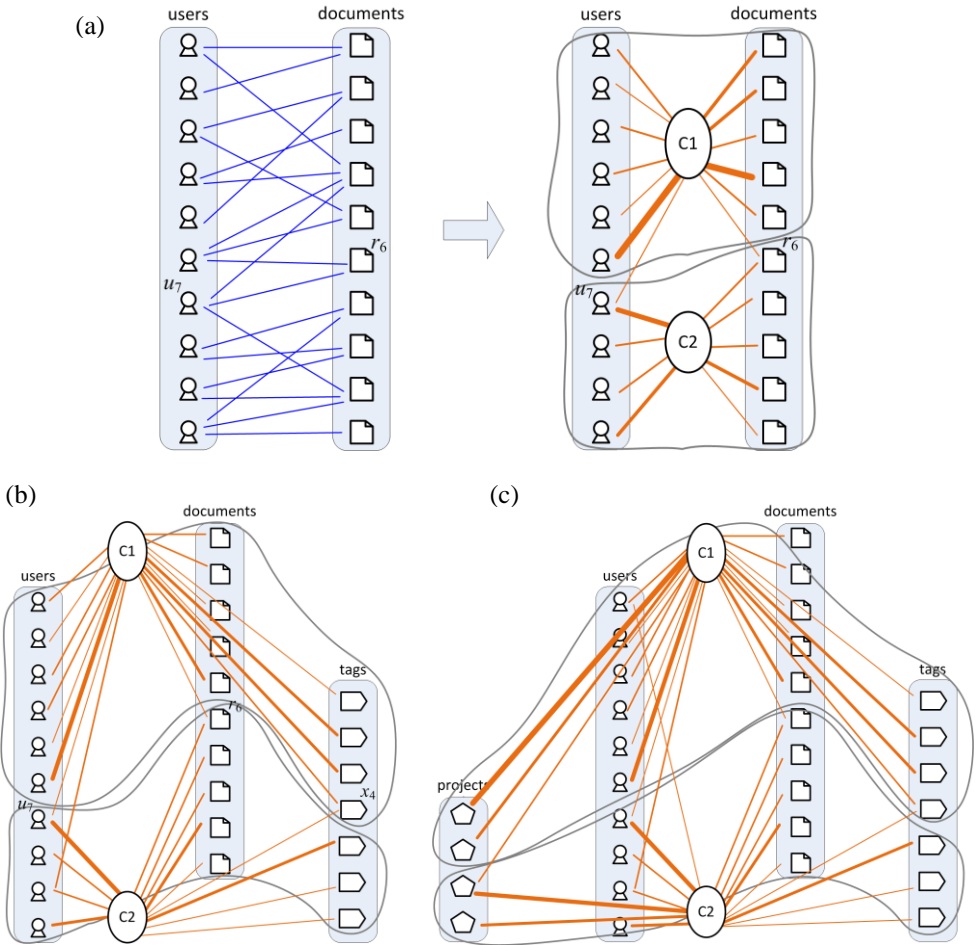 (a)
users
documents
r6
u7
users
documents
C1
r6
u7
C2
(b)
documents
C1
users
tags
r6
x4
u7
C2
(c)
documents
C1
users
tags
projects
C2